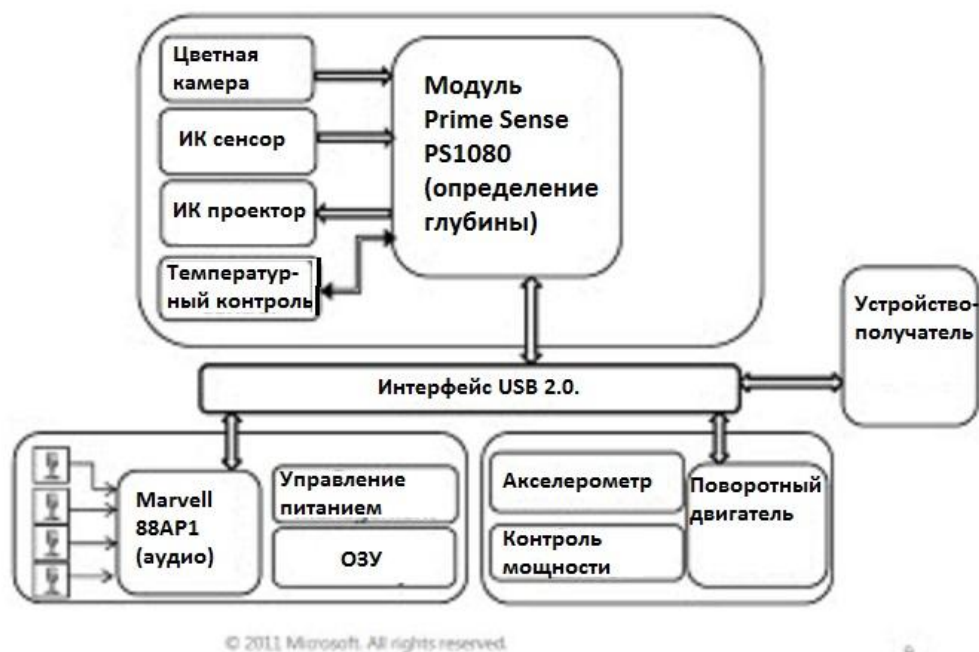 Цветная
камера
ИК сенсор
ИК проектор
Температур-
ный контроль
Модуль
Prime Sense
PS1080
(определение
глубины)
Устройство-
получатель
Интерфейс USB 2.0.
Marvell
88AP1
(аудио)
Управление
питанием
ОЗУ
Акселерометр
Контроль
мощности
Поворотный
двигатель
© 2011 Microsoft. All rights reserved.